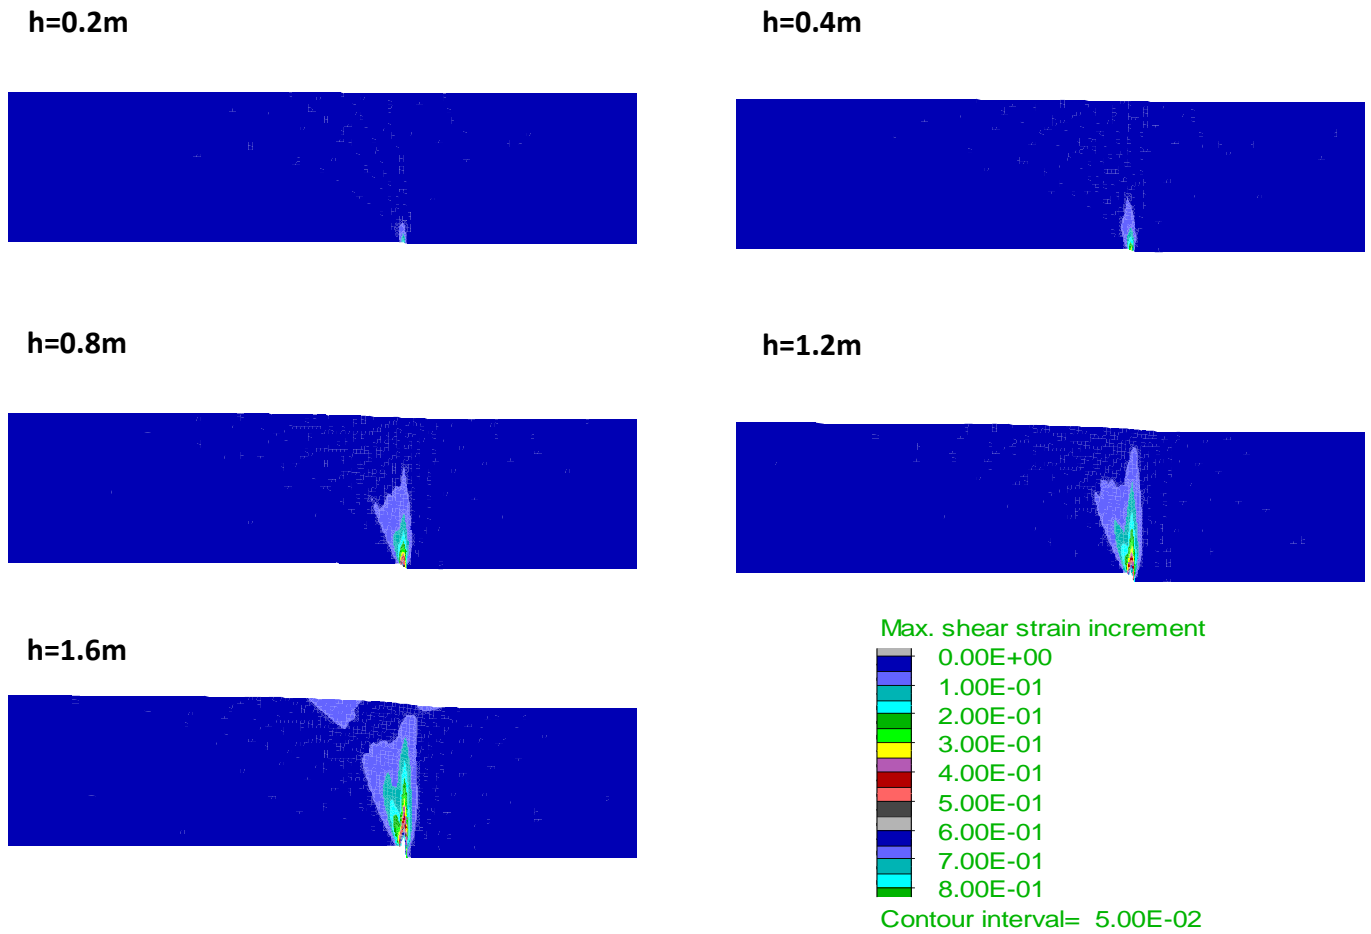 h=0.2m
h=0.4m
h=0.8m
h=1.2m
h=1.6m
Max. shear strain increment
0.00E+00
1.00E-01
2.00E-01
3.00E-01
4.00E-01
5.00E-01
6.00E-01
7.00E-01
8.00E-01
Contour interval= 5.00E-02